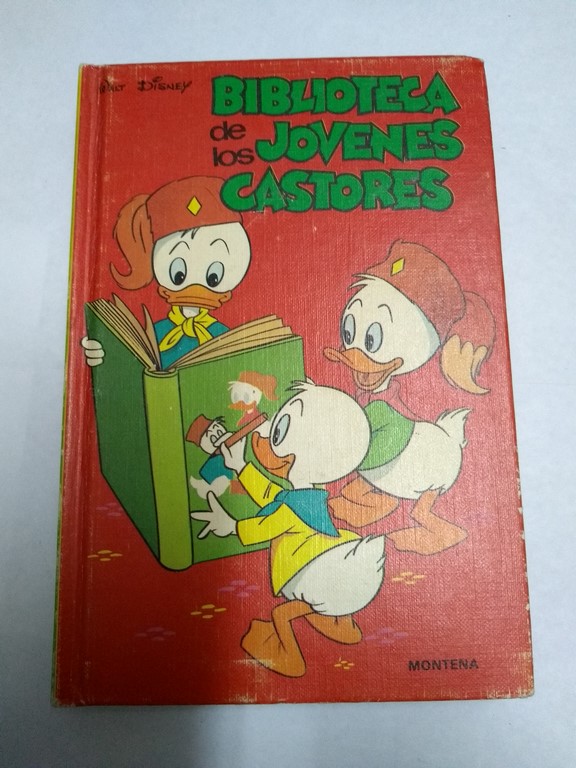 WALT DISNEY
BIBLIOTECA
de JOVENES
los
CASTORES
MONTENA